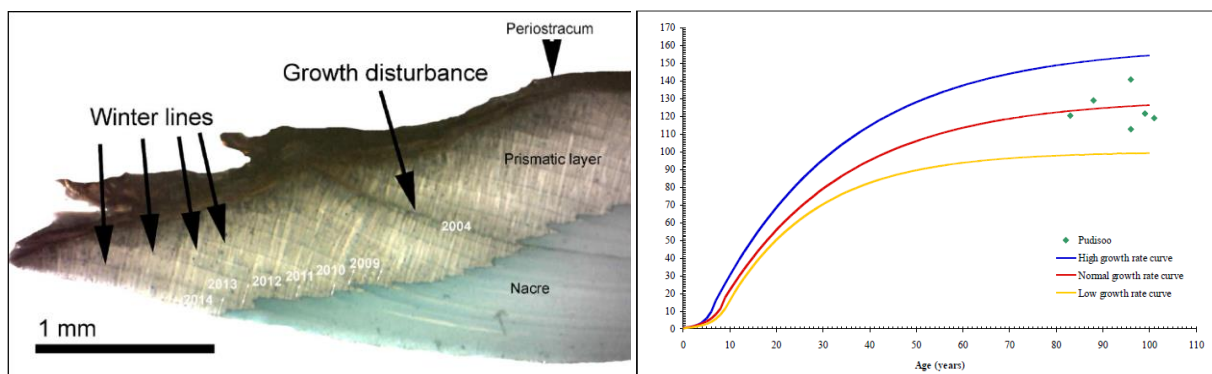 Periostracum
Growth disturbance
Winter lines
Prismatic layer
2004
2009
2010
2011
2012
2013
2014
Nacre
1 mm
170
160
150
140
130
120
110
100
90
80
70
60
50
40
30
20
10
0
Pudisoo
High growth rate curve
Normal growth rate curve
Low growth rate curve
0 10 20 30 40 50 60 70 80 90 100 110
Age (years)